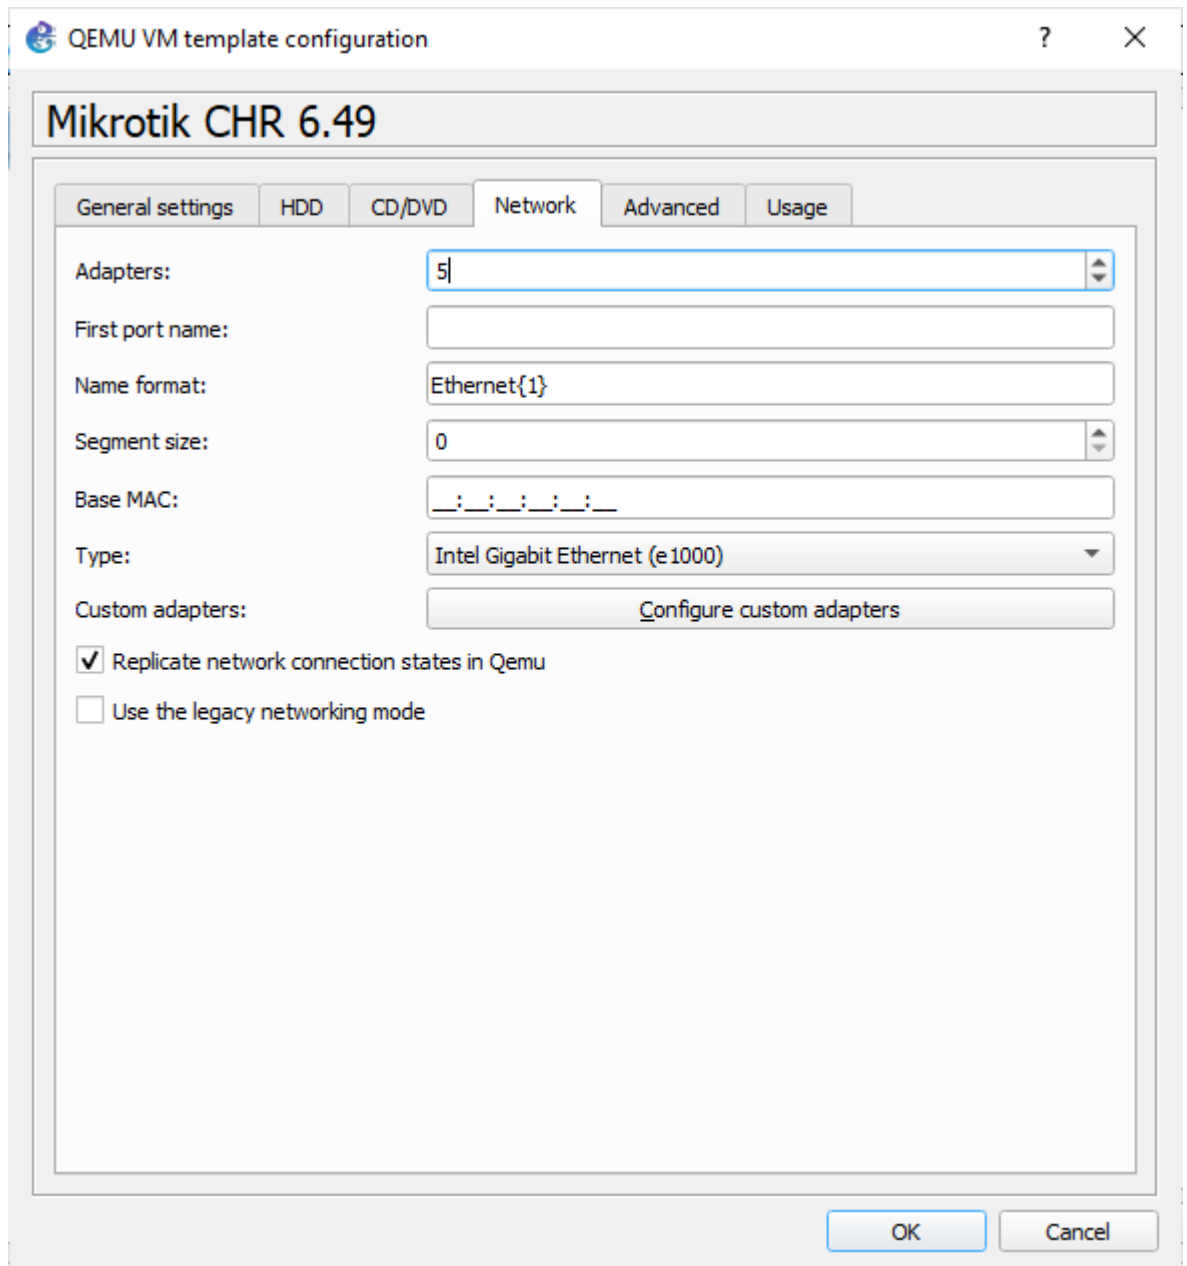 QEMU VM template configuration ?
Mikrotik CHR 6.49
General settings HDD CD/DVD Network Advanced Usage
Adapters: 5
First port name:
Name format: Ethernet{1}
Segment size: 0
Base MAC: __:__:__:__:__:__
Type: Intel Gigabit Ethernet (e1000)
Custom adapters: Configure custom adapters
Replicate network connection states in Qemu
Use the legacy networking mode
OK Cancel